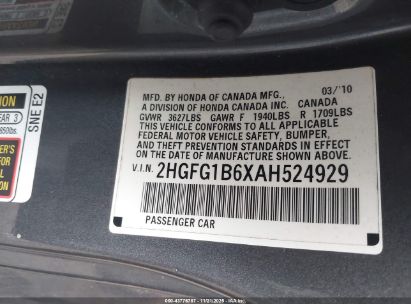 MFD. BY HONDA OF CANADA MFG., 03/'10
A DIVISION OF HONDA CANADA INC. CANADA
GVWR 3627LBS GAWR F 1940LBS R 1709LBS
THIS VEHICLE CONFORMS TO ALL APPLICABLE
FEDERAL MOTOR VEHICLE SAFETY, BUMPER,
AND THEFT PREVENTION STANDARDS IN EFFECT
ON THE DATE OF MANUFACTURE SHOWN ABOVE.
V.I.N. 2HGFG1B6XAH524929
PASSENGER CAR
SNE E2